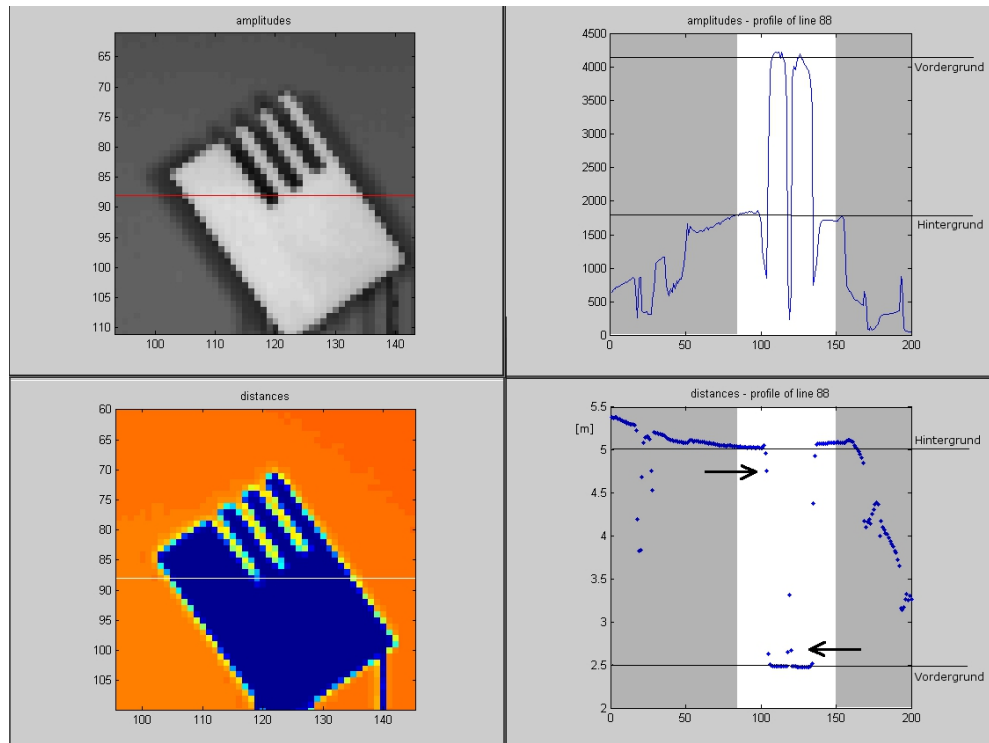 amplitudes
65
70
75
80
85
90
95
100
105
110
100 110 120 130 140
amplitudes - profile of line 88
4500
4000
3500
3000
2500
2000
1500
1000
500
0
0 50 100 150 200
Vordergrund
Hintergrund
distances
60
65
70
75
80
85
90
95
100
105
100 110 120 130 140
distances - profile of line 88
[m]
5.5
5
4.5
4
3.5
3
2.5
2
0 50 100 150 200
Hintergrund
Vordergrund